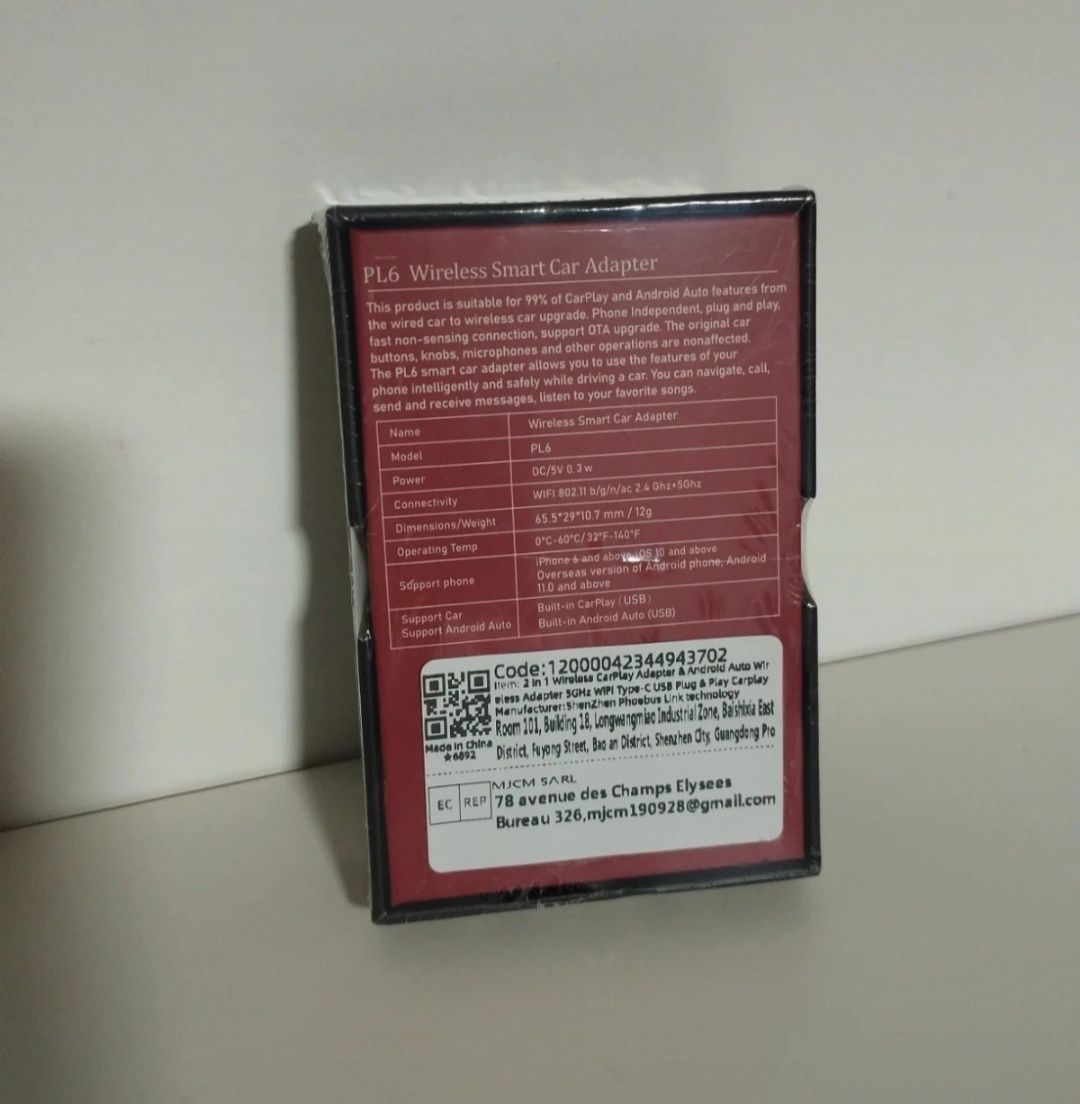 PL6 Wireless Smart Car Adapter
This product is suitable for 99% of CarPlay and Android Auto features from
the wired car to wireless car upgrade. Phone Independent, plug and play,
fast non-sensing connection, support OTA upgrade. The original car
buttons, knobs, microphones and other operations are nonaffected.
The PL6 smart car adapter allows you to use the features of your
phone intelligently and safely while driving a car. You can navigate, call,
send and receive messages, listen to your favorite songs.
Name Wireless Smart Car Adapter
Model PL6
Power DC/5V 0.3w
Connectivity WIFI 802.11 b/g/n/ac 2.4 Ghz+5Ghz
Dimensions/Weight 65.5*29*10.7 mm / 12g
Operating Temp 0°C-60°C/ 32°F-140°F
Support phone iPhone 6 and above iOS 10 and above
Overseas version of Android phone, Android
11.0 and above
Support Car Built-in CarPlay (USB)
Support Android Auto Built-in Android Auto (USB)
Code:12000042344943702
Item: 2 in 1 Wireless CarPlay Adapter & Android Auto Wir
eless Adapter 5GHz WIFI Type-C USB Plug & Play Carplay
Manufacturer:ShenZhen Phoebus Link technology
Room 101, Building 18, Longwangmiao Industrial Zone, Baishixia East
District, Fuyong Street, Bao an District, Shenzhen City, Guangdong Pro
Made in China
★6892
EC REP
MJCM SARL
78 avenue des Champs Elysees
Bureau 326,mjcm190928@gmail.com